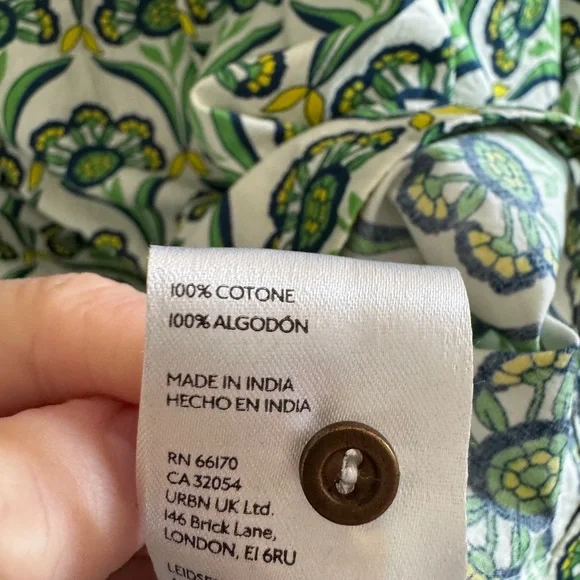 100% COTONE
100% ALGODÓN
MADE IN INDIA
HECHO EN INDIA
RN 66170
CA 32054
URBN UK Ltd.
146 Brick Lane,
LONDON, E1 6RU